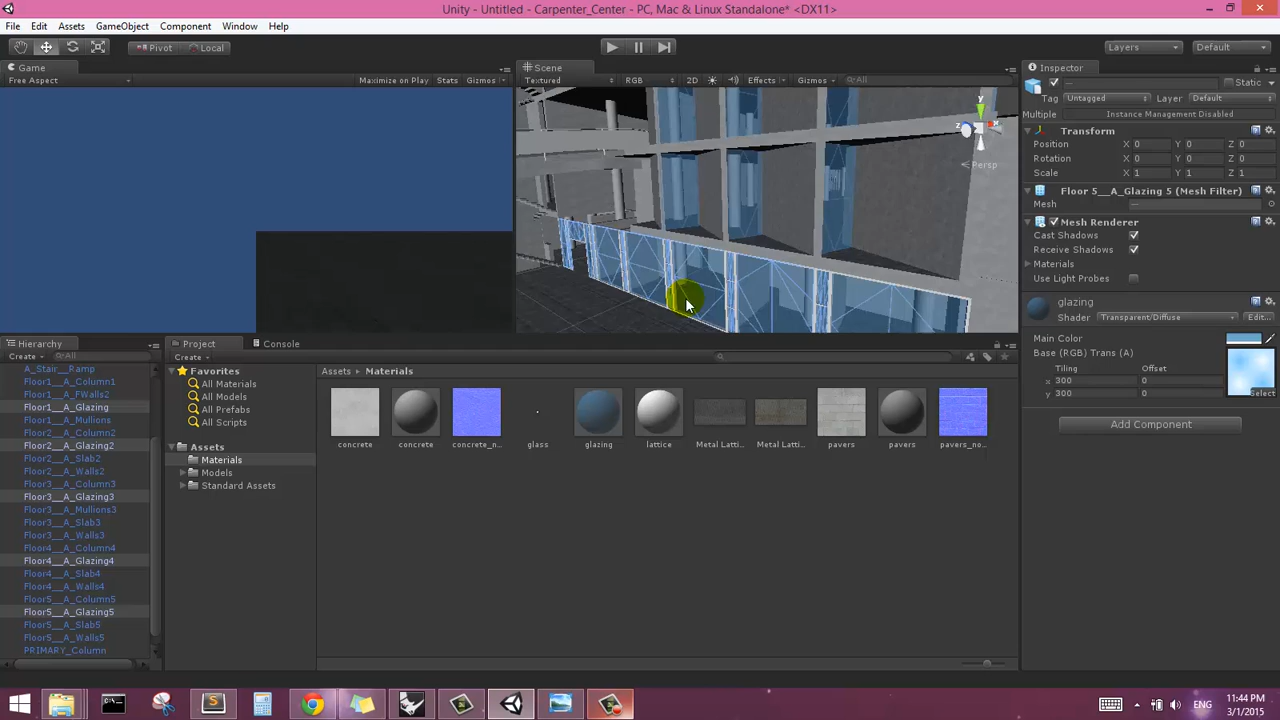 Unity - Untitled - Carpenter_Center - PC, Mac & Linux Standalone* <DX11>
File Edit Assets GameObject Component Window Help
Pivot Local Layers Default
Game
Free Aspect Maximize on Play Stats Gizmos
Scene
Textured RGB 2D Effects Gizmos All
y
x
z
Persp
Inspector
— Static
Tag Untagged Layer Default
Multiple Instance Management Disabled
Transform
Position X 0 Y 0 Z 0
Rotation X 0 Y 0 Z 0
Scale X 1 Y 1 Z 1
Floor 5__A_Glazing 5 (Mesh Filter)
Mesh —
Mesh Renderer
Cast Shadows
Receive Shadows
Materials
Use Light Probes
glazing
Shader Transparent/Diffuse Edit...
Main Color
Base (RGB) Trans (A)
Tiling Offset
x 300 0
y 300 0
Select
Add Component
Hierarchy
Create All
A_Stair__Ramp
Floor1__A_Column1
Floor1__A_FWalls2
Floor1__A_Glazing
Floor1__A_Mullions
Floor2__A_Column2
Floor2__A_Glazing2
Floor2__A_Slab2
Floor2__A_Walls2
Floor3__A_Column3
Floor3__A_Glazing3
Floor3__A_Mullions3
Floor3__A_Slab3
Floor3__A_Walls3
Floor4__A_Column4
Floor4__A_Glazing4
Floor4__A_Slab4
Floor4__A_Walls4
Floor5__A_Column5
Floor5__A_Glazing5
Floor5__A_Slab5
Floor5__A_Walls5
PRIMARY_Column
Project Console
Create
Favorites
All Materials
All Models
All Prefabs
All Scripts
Assets
Materials
Models
Standard Assets
Assets Materials
concrete concrete concrete_n... glass glazing lattice Metal Latti... Metal Latti... pavers pavers pavers_no...
ENG
11:44 PM
3/1/2015